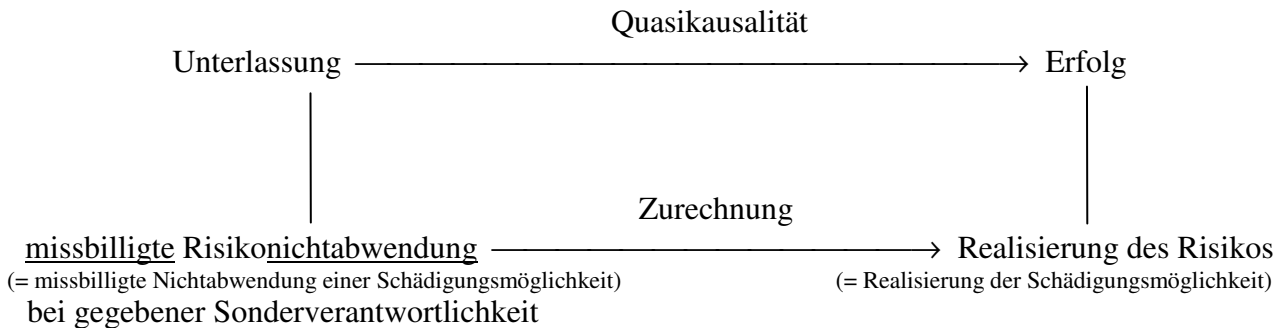 Quasikausalität
Unterlassung → Erfolg
Zurechnung
missbilligte Risikonichtabwendung → Realisierung des Risikos
(= missbilligte Nichtabwendung einer Schädigungsmöglichkeit) (= Realisierung der Schädigungsmöglichkeit)
bei gegebener Sonderverantwortlichkeit